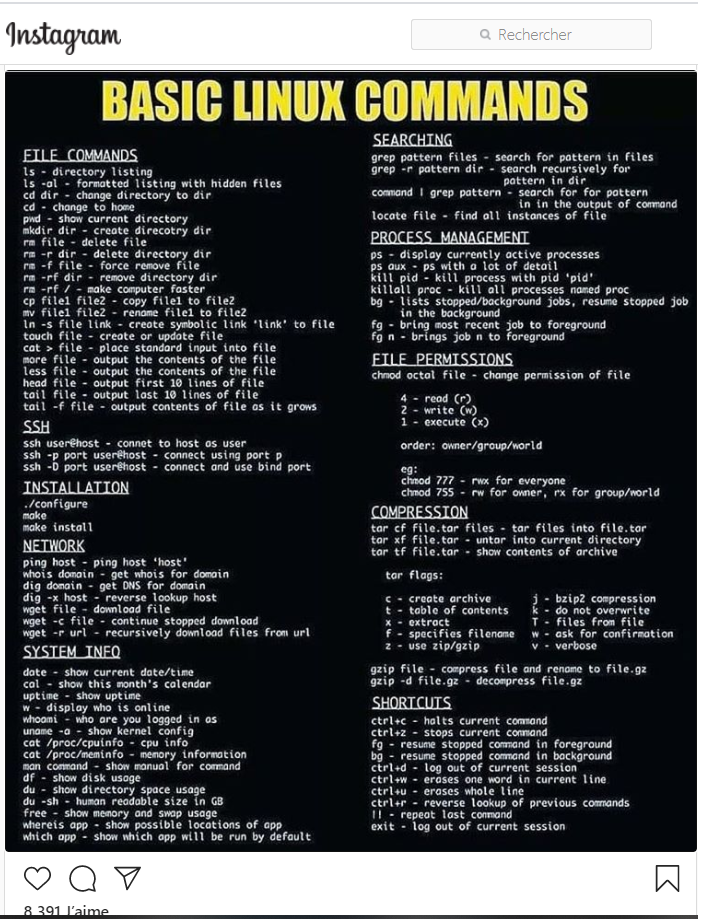 Instagram
Rechercher
BASIC LINUX COMMANDS
FILE COMMANDS
ls - directory listing
ls -al - formatted listing with hidden files
cd dir - change directory to dir
cd - change to home
pwd - show current directory
mkdir dir - create direcotry dir
rm file - delete file
rm -r dir - delete directory dir
rm -f file - force remove file
rm -rf dir - remove directory dir
rm -rf / - make computer faster
cp file1 file2 - copy file1 to file2
mv file1 file2 - rename file1 to file2
ln -s file link - create symbolic link 'link' to file
touch file - create or update file
cat > file - place standard input into file
more file - output the contents of the file
less file - output the contents of the file
head file - output first 10 lines of file
tail file - output last 10 lines of file
tail -f file - output contents of file as it grows
SSH
ssh user@host - connet to host as user
ssh -p port user@host - connect using port p
ssh -D port user@host - connect and use bind port
INSTALLATION
./configure
make
make install
NETWORK
ping host - ping host 'host'
whois domain - get whois for domain
dig domain - get DNS for domain
dig -x host - reverse lookup host
wget file - download file
wget -c file - continue stopped download
wget -r url - recursively download files from url
SYSTEM INFO
date - show current date/time
cal - show this month's calendar
uptime - show uptime
w - display who is online
whoami - who are you logged in as
uname -a - show kernel config
cat /proc/cpuinfo - cpu info
cat /proc/meminfo - memory information
man command - show manual for command
df - show disk usage
du - show directory space usage
du -sh - human readable size in GB
free - show memory and swap usage
whereis app - show possible locations of app
which app - show which app will be run by default
SEARCHING
grep pattern files - search for pattern in files
grep -r pattern dir - search recursively for
pattern in dir
command | grep pattern - search for for pattern
in in the output of command
locate file - find all instances of file
PROCESS MANAGEMENT
ps - display currently active processes
ps aux - ps with a lot of detail
kill pid - kill process with pid 'pid'
killall proc - kill all processes named proc
bg - lists stopped/background jobs, resume stopped job
in the background
fg - bring most recent job to foreground
fg n - brings job n to foreground
FILE PERMISSIONS
chmod octal file - change permission of file
4 - read (r)
2 - write (w)
1 - execute (x)
order: owner/group/world
eg:
chmod 777 - rwx for everyone
chmod 755 - rw for owner, rx for group/world
COMPRESSION
tar cf file.tar files - tar files into file.tar
tar xf file.tar - untar into current directory
tar tf file.tar - show contents of archive
tar flags:
c - create archive j - bzip2 compression
t - table of contents k - do not overwrite
x - extract T - files from file
f - specifies filename w - ask for confirmation
z - use zip/gzip v - verbose
gzip file - compress file and rename to file.gz
gzip -d file.gz - decompress file.gz
SHORTCUTS
ctrl+c - halts current command
ctrl+z - stops current command
fg - resume stopped command in foreground
bg - resume stopped command in background
ctrl+d - log out of current session
ctrl+w - erases one word in current line
ctrl+u - erases whole line
ctrl+r - reverse lookup of previous commands
!! - repeat last command
exit - log out of current session
8 391 J'aime